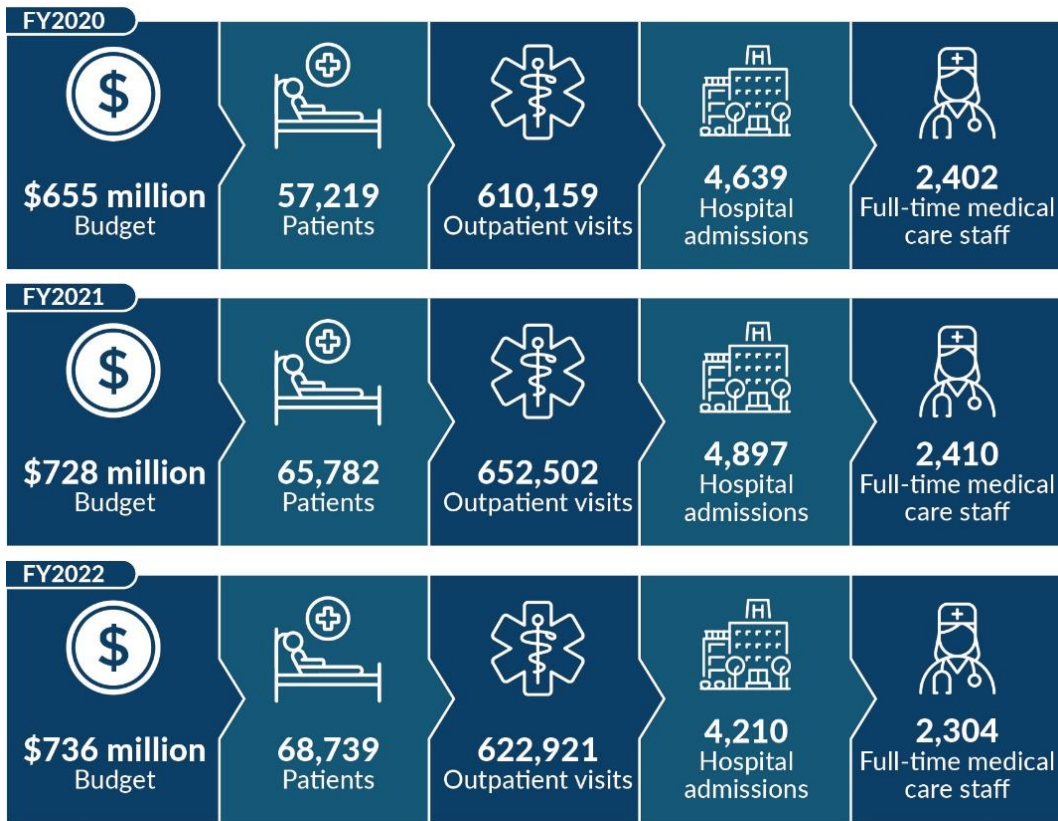 FY2020
$655 million
Budget
57,219
Patients
610,159
Outpatient visits
H
4,639
Hospital
admissions
2,402
Full-time medical
care staff
FY2021
$728 million
Budget
65,782
Patients
652,502
Outpatient visits
H
4,897
Hospital
admissions
2,410
Full-time medical
care staff
FY2022
$736 million
Budget
68,739
Patients
622,921
Outpatient visits
H
4,210
Hospital
admissions
2,304
Full-time medical
care staff